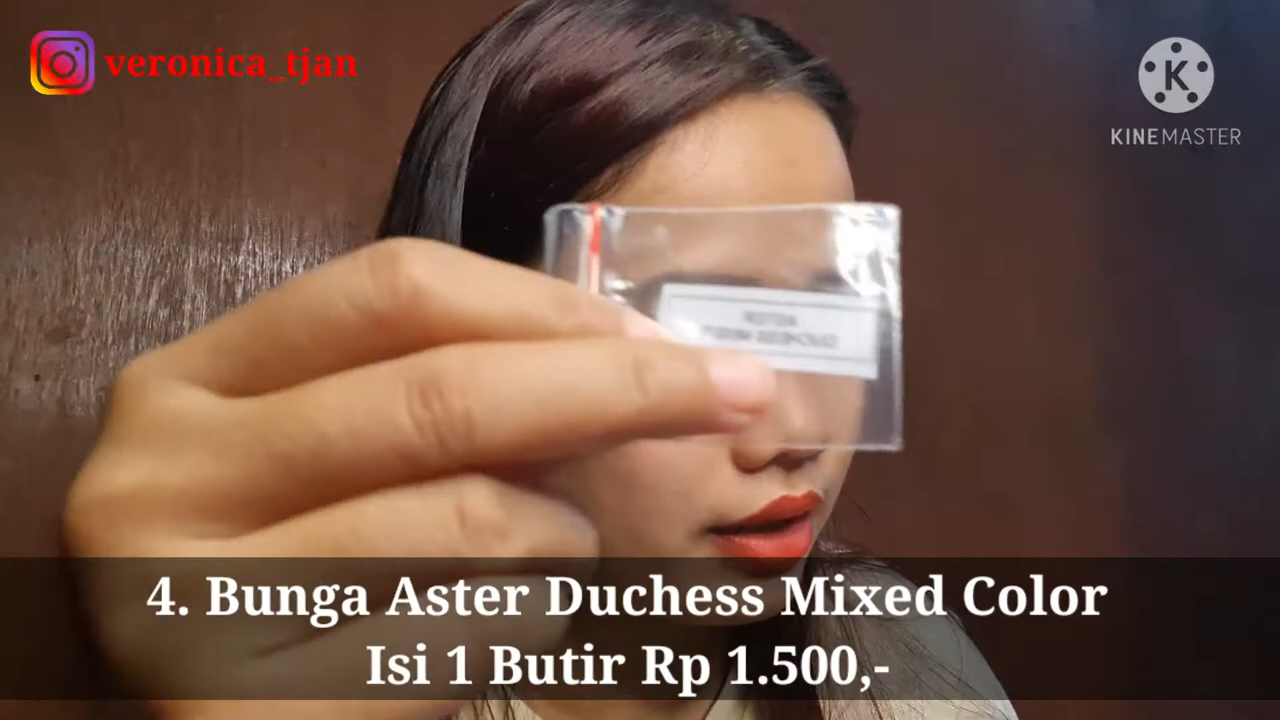 veronica_tjan
KINEMASTER
4. Bunga Aster Duchess Mixed Color
Isi 1 Butir Rp 1.500,-